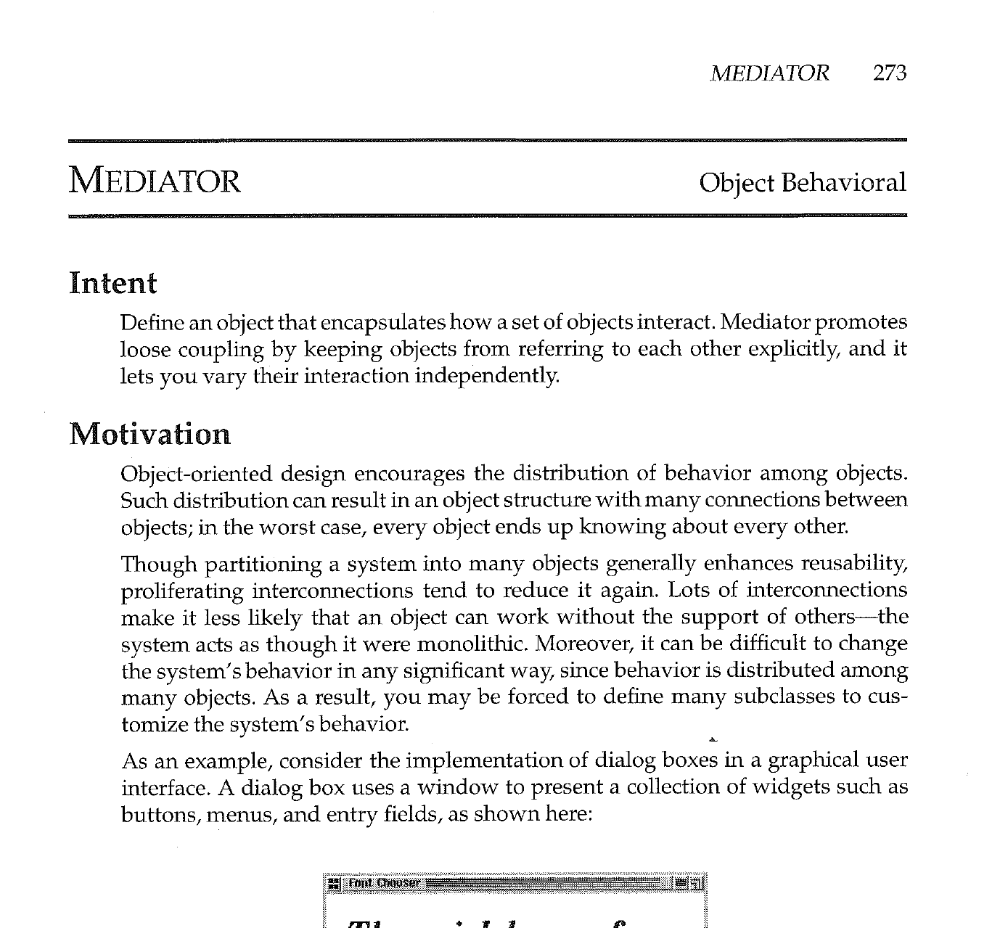 MEDIATOR 273
MEDIATOR Object Behavioral
Intent
Define an object that encapsulates how a set of objects interact. Mediator promotes
loose coupling by keeping objects from referring to each other explicitly, and it
lets you vary their interaction independently.
Motivation
Object-oriented design encourages the distribution of behavior among objects.
Such distribution can result in an object structure with many connections between
objects; in the worst case, every object ends up knowing about every other.
Though partitioning a system into many objects generally enhances reusability,
proliferating interconnections tend to reduce it again. Lots of interconnections
make it less likely that an object can work without the support of others—the
system acts as though it were monolithic. Moreover, it can be difficult to change
the system's behavior in any significant way, since behavior is distributed among
many objects. As a result, you may be forced to define many subclasses to cus-
tomize the system's behavior.
As an example, consider the implementation of dialog boxes in a graphical user
interface. A dialog box uses a window to present a collection of widgets such as
buttons, menus, and entry fields, as shown here:
Font Chooser